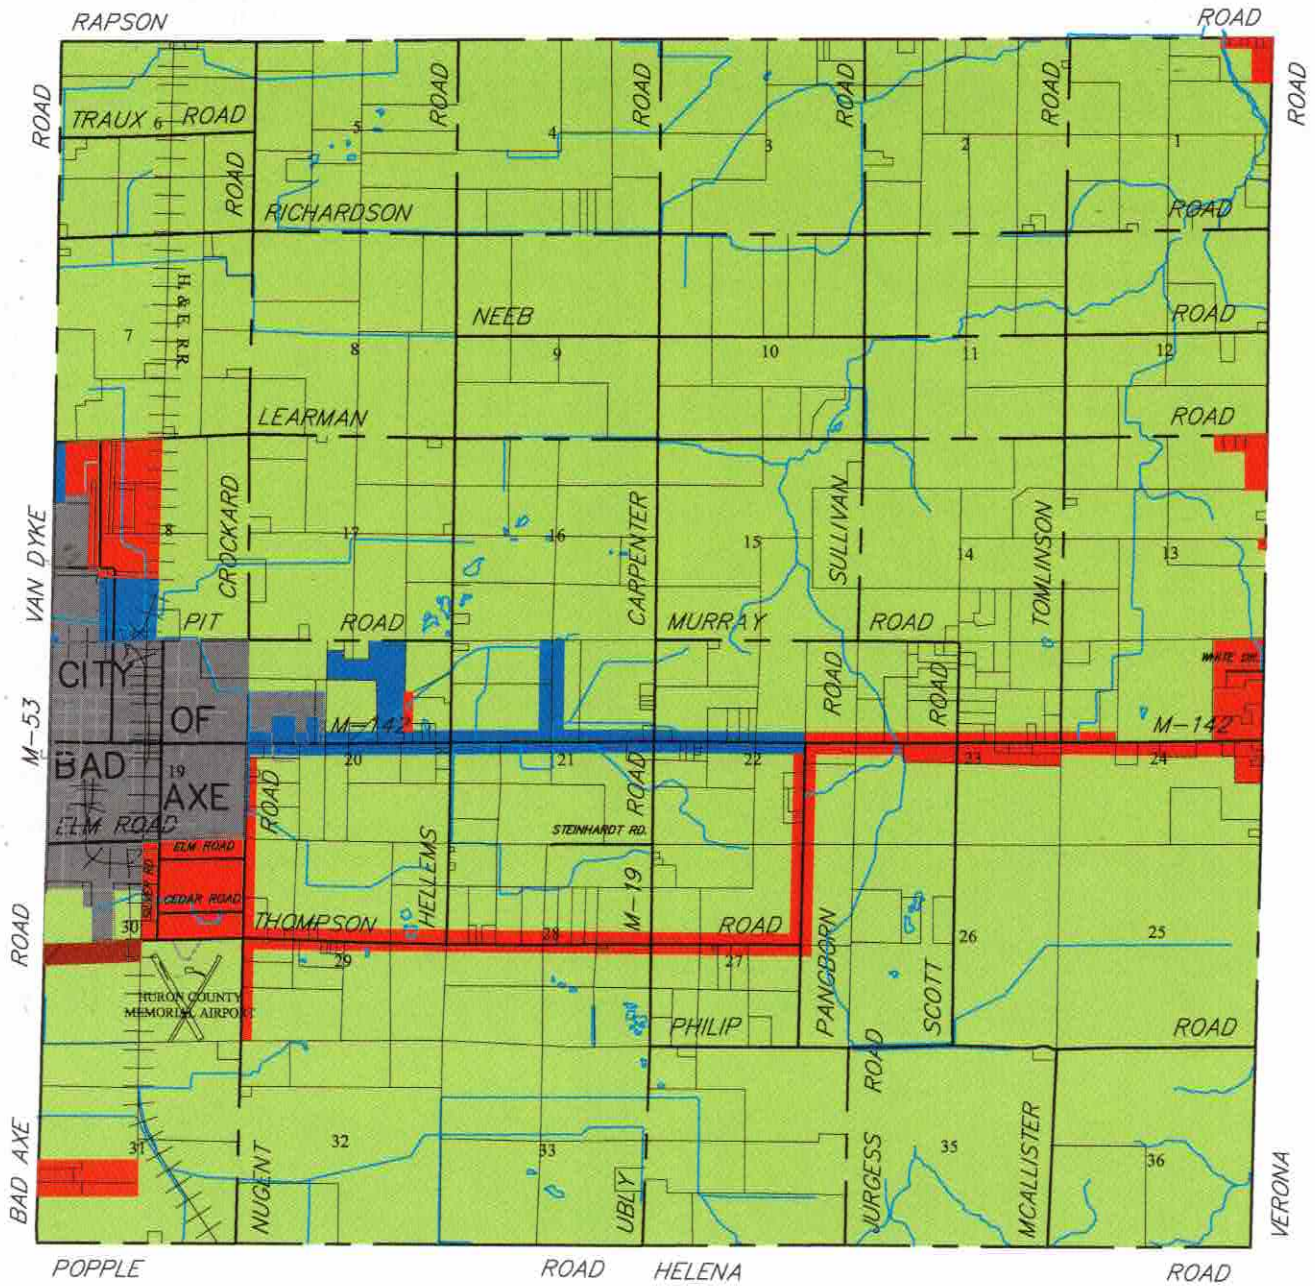 RAPSON
ROAD
ROAD
ROAD
ROAD
ROAD
ROAD
ROAD
ROAD
TRAUX 6 ROAD
5
4
3
2
1
ROAD
RICHARDSON
ROAD
H. & E. RR
NEEB
ROAD
7
8
9
10
11
12
LEARMAN
ROAD
VAN DYKE
CROCKARD
CARPENTER
SULLIVAN
TOMLINSON
8
17
16
15
14
13
PIT
ROAD
MURRAY
ROAD
WHITE DR.
CITY
OF
BAD
AXE
19
M-53
M-142
M-142
ROAD
ROAD
ROAD
ROAD
20
21
22
23
24
ELM ROAD
STEINHARDT RD.
ELM ROAD
SILVER RD.
CEDAR ROAD
HELLEMS
M-19
THOMPSON
ROAD
ROAD
30
29
28
27
26
25
PANGBORN
SCOTT
HURON COUNTY
MEMORIAL AIRPORT
PHILIP
ROAD
ROAD
BAD AXE
31
32
33
35
36
NUGENT
UBLY
JURGESS
MCALLISTER
VERONA
POPPLE
ROAD
HELENA
ROAD